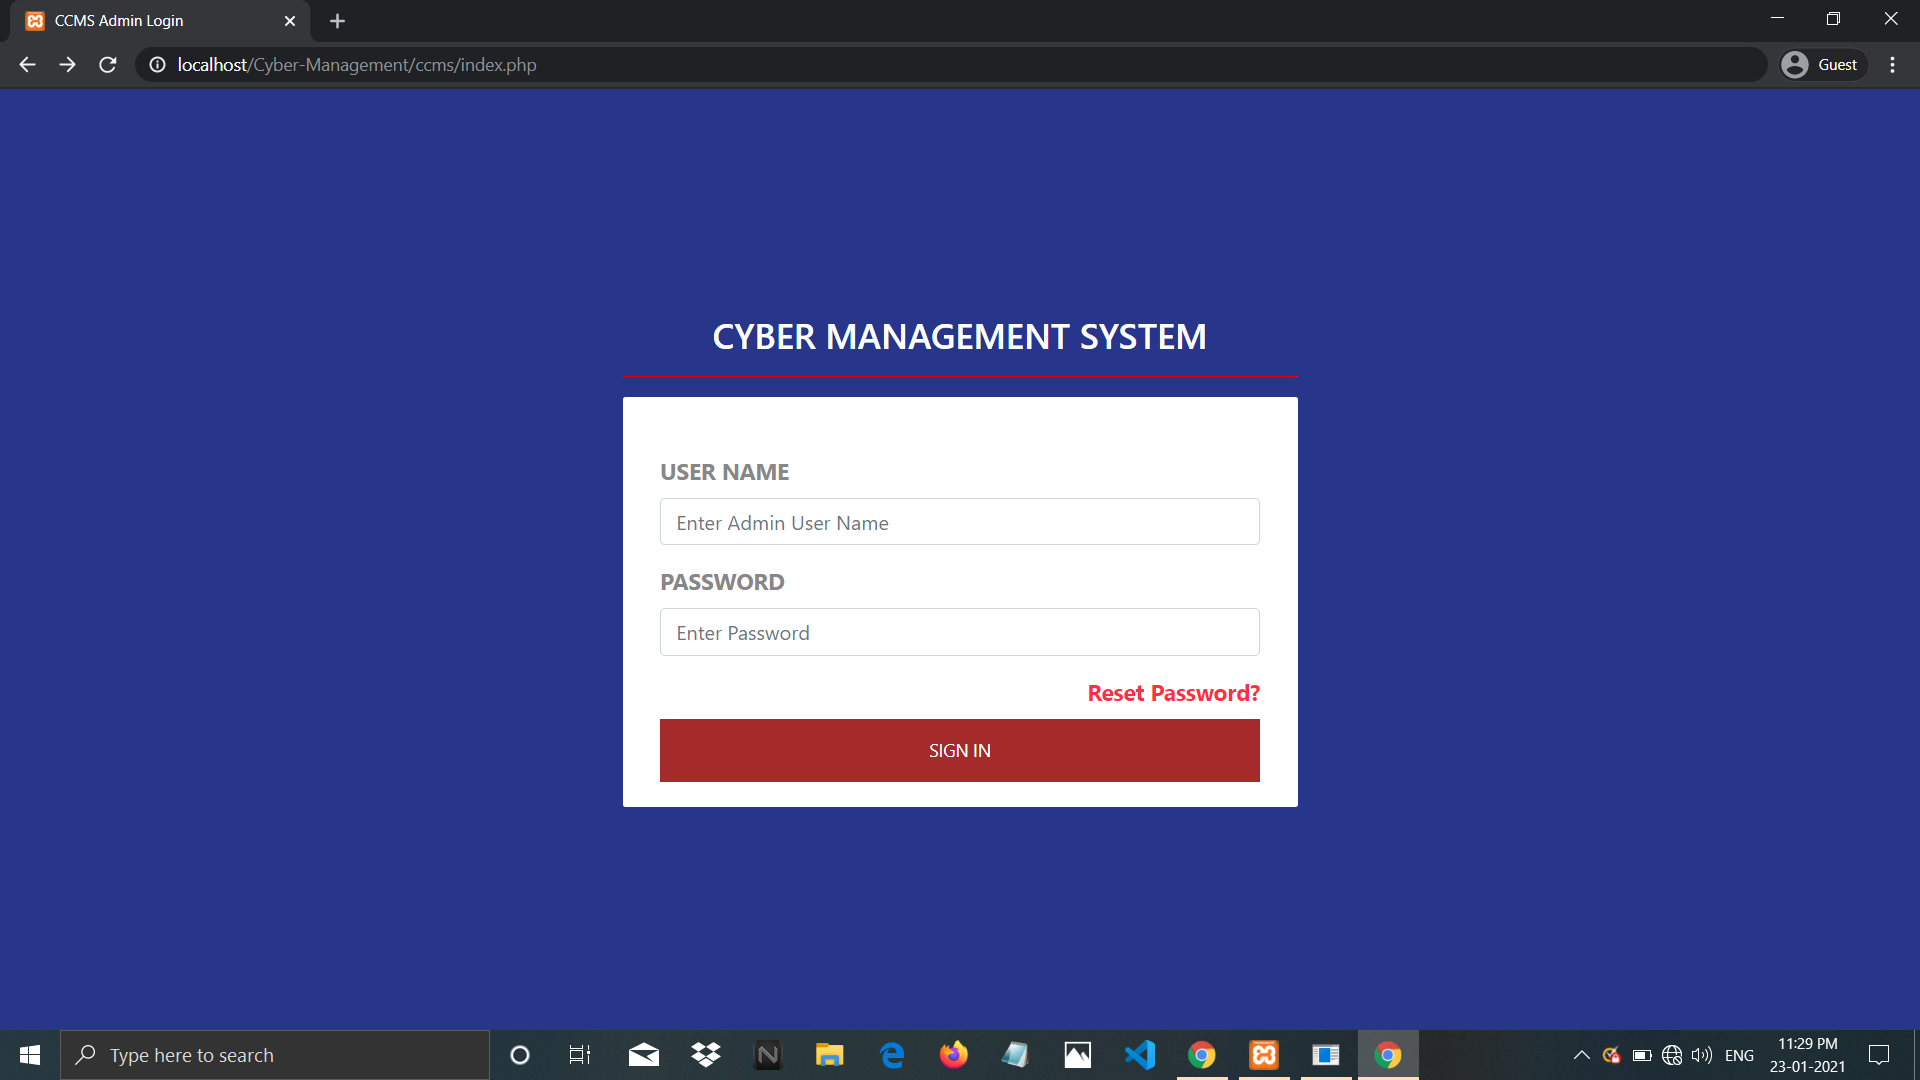 CCMS Admin Login
localhost/Cyber-Management/ccms/index.php
Guest
CYBER MANAGEMENT SYSTEM
USER NAME
Enter Admin User Name
PASSWORD
Enter Password
Reset Password?
SIGN IN
Type here to search
N
ENG
11:29 PM
23-01-2021